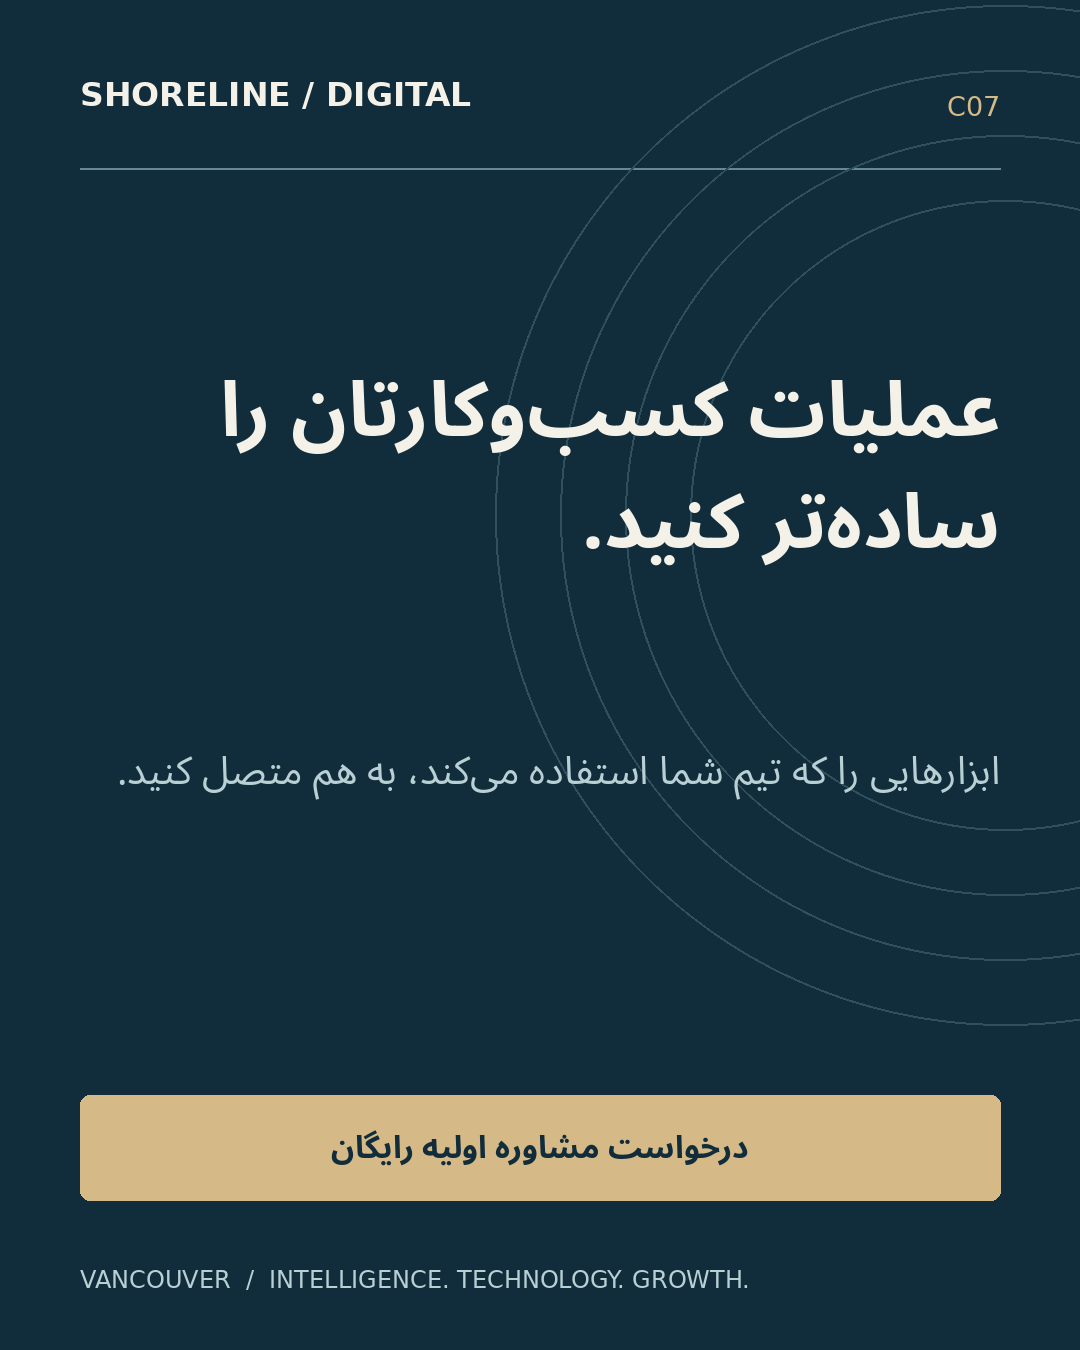 SHORELINE / DIGITAL
C07
عملیات کسب‌وکارتان را
ساده‌تر کنید.
ابزارهایی را که تیم شما استفاده می‌کند، به هم متصل کنید.
درخواست مشاوره اولیه رایگان
VANCOUVER / INTELLIGENCE. TECHNOLOGY. GROWTH.